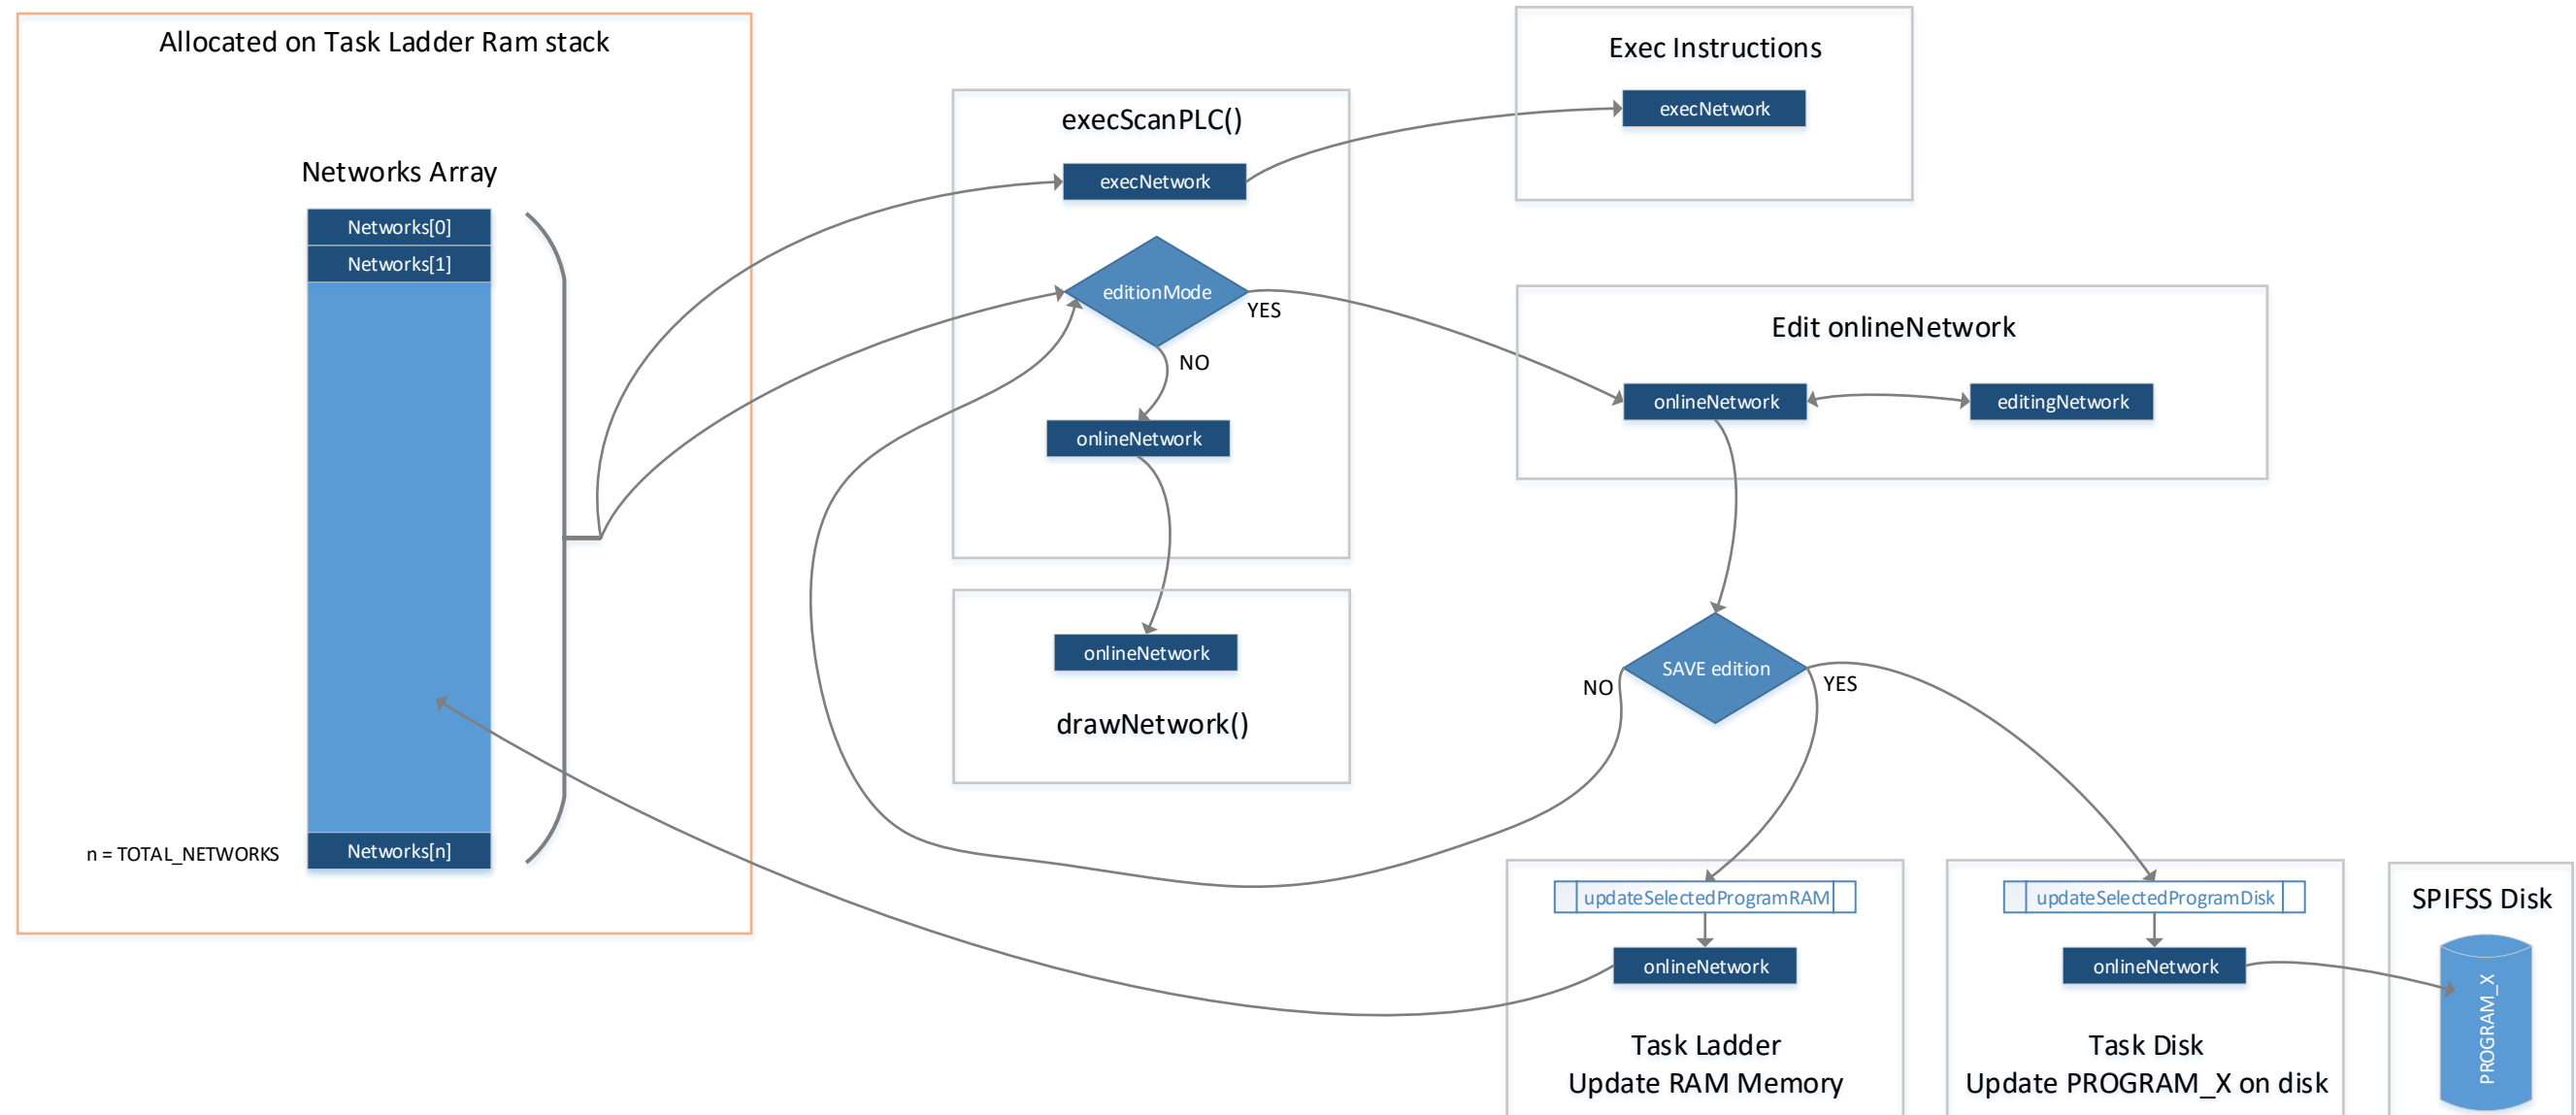 Allocated on Task Ladder Ram stack
Networks Array
Networks[0]
Networks[1]
n = TOTAL_NETWORKS
Networks[n]
execScanPLC()
execNetwork
editionMode
YES
NO
onlineNetwork
onlineNetwork
drawNetwork()
Exec Instructions
execNetwork
Edit onlineNetwork
onlineNetwork
editingNetwork
SAVE edition
NO
YES
updateSelectedProgramRAM
onlineNetwork
Task Ladder
Update RAM Memory
updateSelectedProgramDisk
onlineNetwork
Task Disk
Update PROGRAM_X on disk
SPIFSS Disk
PROGRAM_X